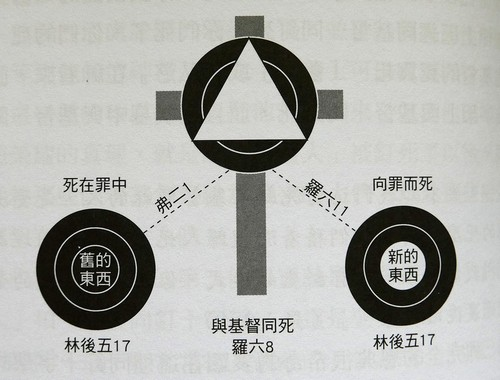 死在罪中
弗二1
羅六11
向罪而死
舊的
東西
新的
東西
林後五17
與基督同死
羅六8
林後五17